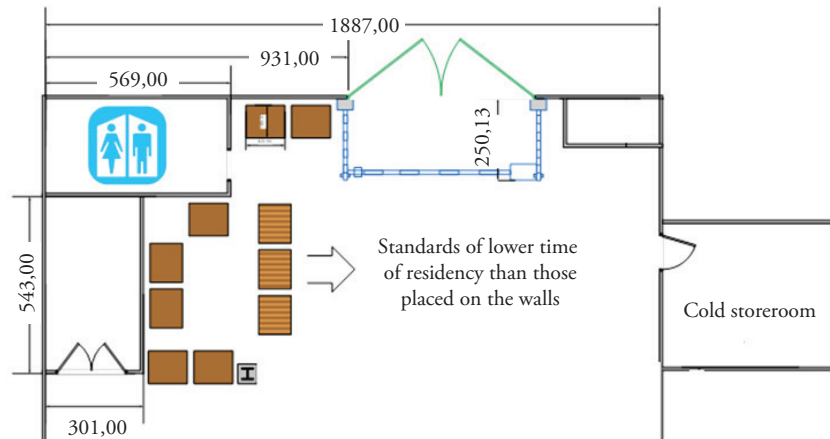 1887,00
931,00
569,00
250,13
543,00
Standards of lower time
of residency than those
placed on the walls
Cold storeroom
H
301,00